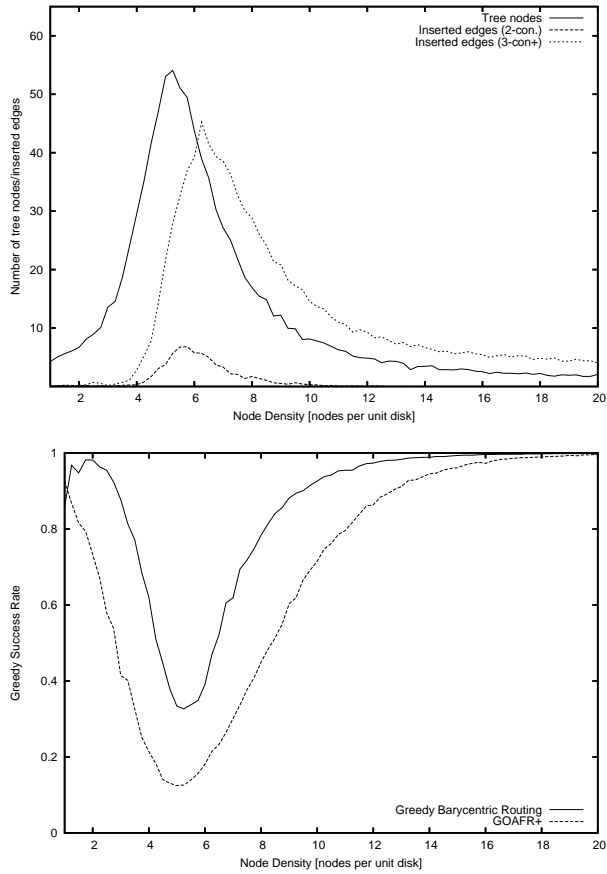 Tree nodes
Inserted edges (2-con.)
Inserted edges (3-con+)
Number of tree nodes/inserted edges
60
50
40
30
20
10
2 4 6 8 10 12 14 16 18 20
Node Density [nodes per unit disk]
1
0.8
0.6
0.4
0.2
0
Greedy Success Rate
Greedy Barycentric Routing
GOAFR+
2 4 6 8 10 12 14 16 18 20
Node Density [nodes per unit disk]